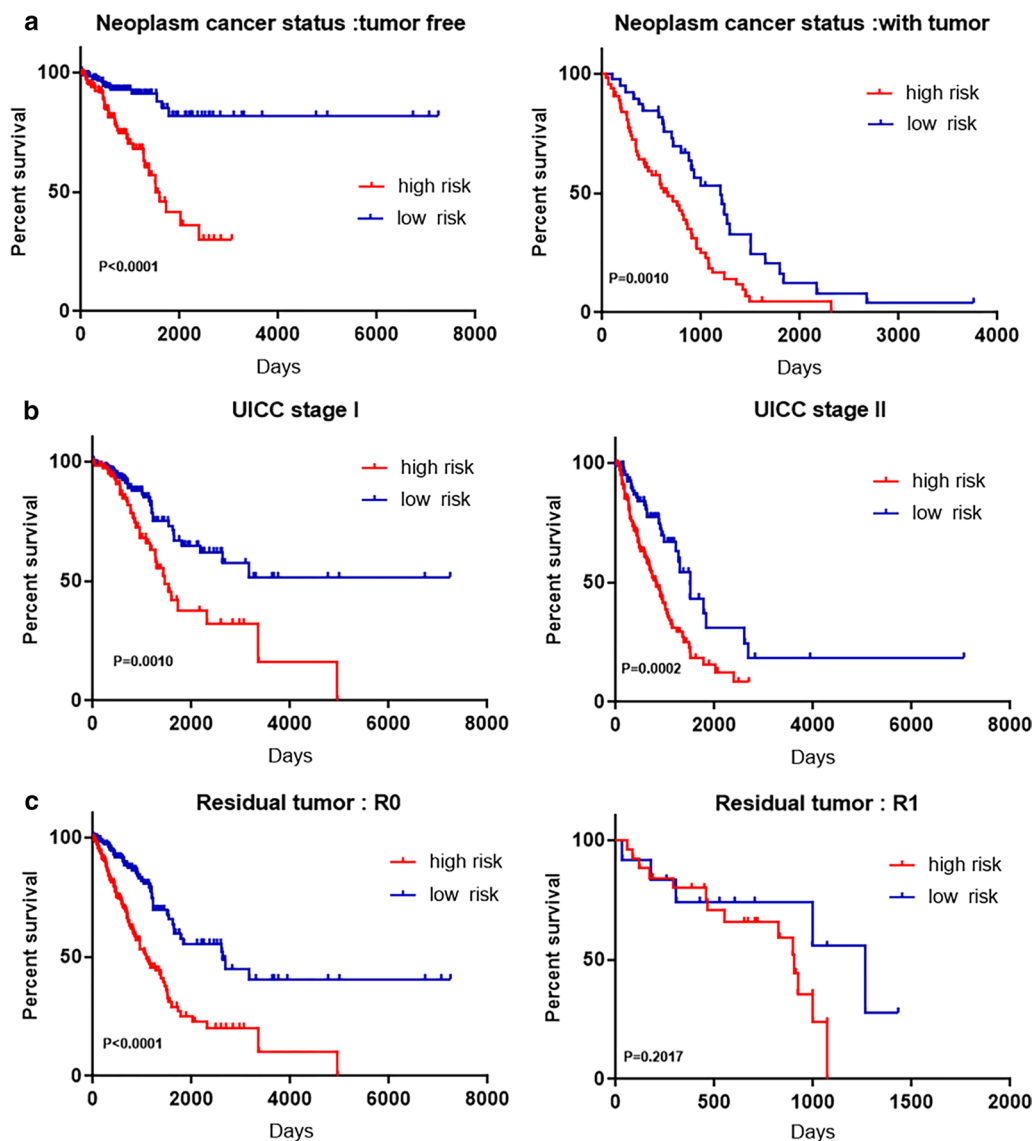 a
Neoplasm cancer status :tumor free
Percent survival
100
50
0
high risk
low risk
P<0.0001
0 2000 4000 6000 8000
Days
Neoplasm cancer status :with tumor
Percent survival
100
50
0
high risk
low risk
P=0.0010
0 1000 2000 3000 4000
Days
b
UICC stage I
Percent survival
100
50
0
high risk
low risk
P=0.0010
0 2000 4000 6000 8000
Days
UICC stage II
Percent survival
100
50
0
high risk
low risk
P=0.0002
0 2000 4000 6000 8000
Days
c
Residual tumor : R0
Percent survival
100
50
0
high risk
low risk
P<0.0001
0 2000 4000 6000 8000
Days
Residual tumor : R1
Percent survival
100
50
0
high risk
low risk
P=0.2017
0 500 1000 1500 2000
Days